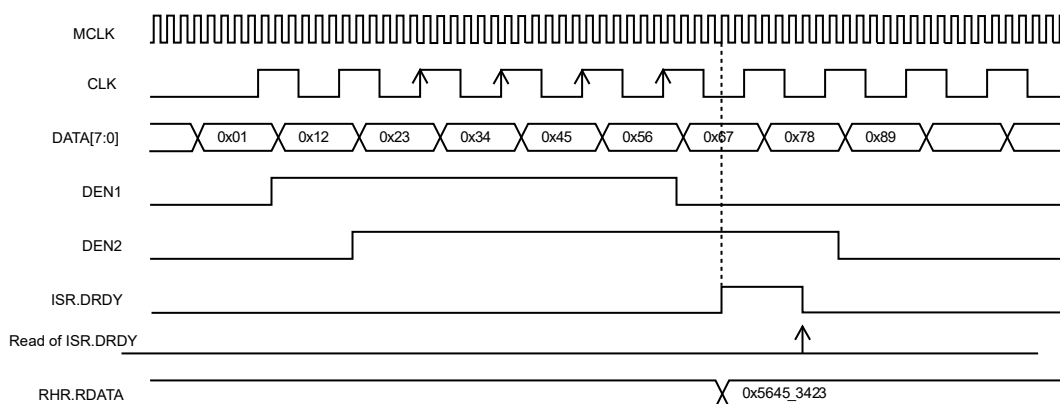 MCLK
CLK
DATA[7:0] 0x01 0x12 0x23 0x34 0x45 0x56 0x67 0x78 0x89
DEN1
DEN2
ISR.DRDY
Read of ISR.DRDY
RHR.RDATA 0x5645_3423